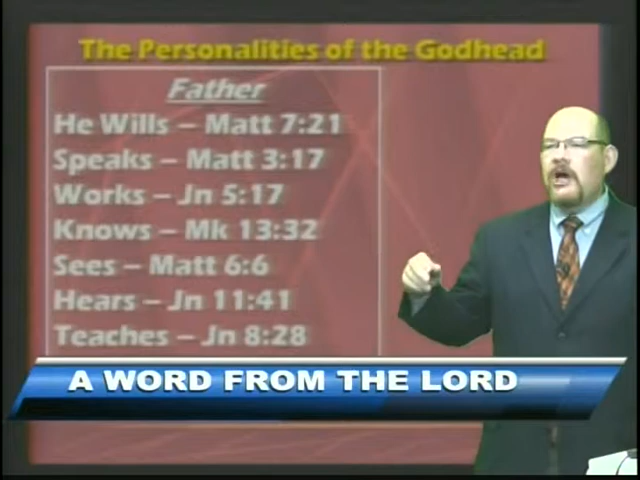 The Personalities of the Godhead
Father
He Wills – Matt 7:21
Speaks – Matt 3:17
Works – Jn 5:17
Knows – Mk 13:32
Sees – Matt 6:6
Hears – Jn 11:41
Teaches – Jn 8:28
A WORD FROM THE LORD